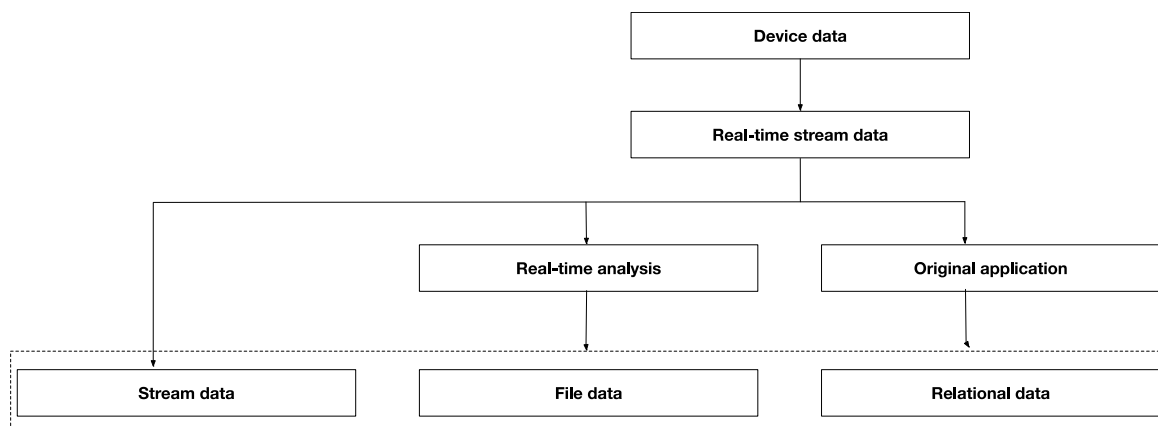 Device data
Real-time stream data
Real-time analysis
Original application
Stream data
File data
Relational data